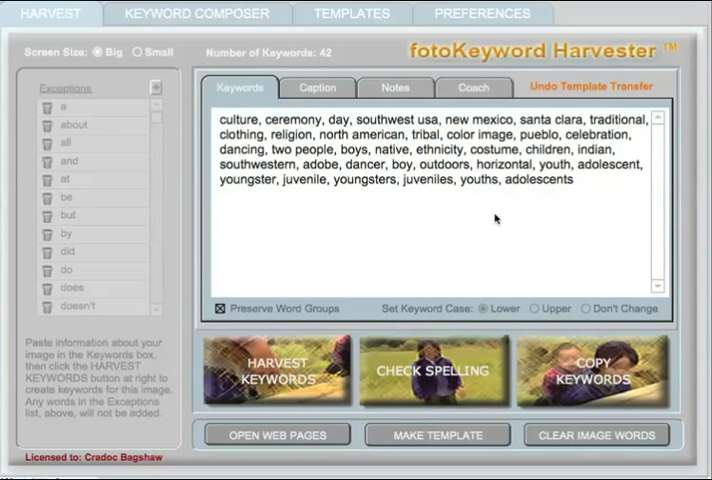 HARVEST KEYWORD COMPOSER TEMPLATES PREFERENCES
Screen Size: Big Small Number of Keywords: 42 fotoKeyword Harvester ™
Exceptions +
a
about
all
and
at
be
but
by
did
do
does
doesn't
Keywords Caption Notes Coach Undo Template Transfer
culture, ceremony, day, southwest usa, new mexico, santa clara, traditional,
clothing, religion, north american, tribal, color image, pueblo, celebration,
dancing, two people, boys, native, ethnicity, costume, children, indian,
southwestern, adobe, dancer, boy, outdoors, horizontal, youth, adolescent,
youngster, juvenile, youngsters, juveniles, youths, adolescents
Preserve Word Groups Set Keyword Case: Lower Upper Don't Change
Paste information about your
image in the Keywords box,
then click the HARVEST
KEYWORDS button at right to
create keywords for this image.
Any words in the Exceptions
list, above, will not be added.
HARVEST
KEYWORDS
CHECK SPELLING
COPY
KEYWORDS
OPEN WEB PAGES MAKE TEMPLATE CLEAR IMAGE WORDS
Licensed to: Cradoc Bagshaw